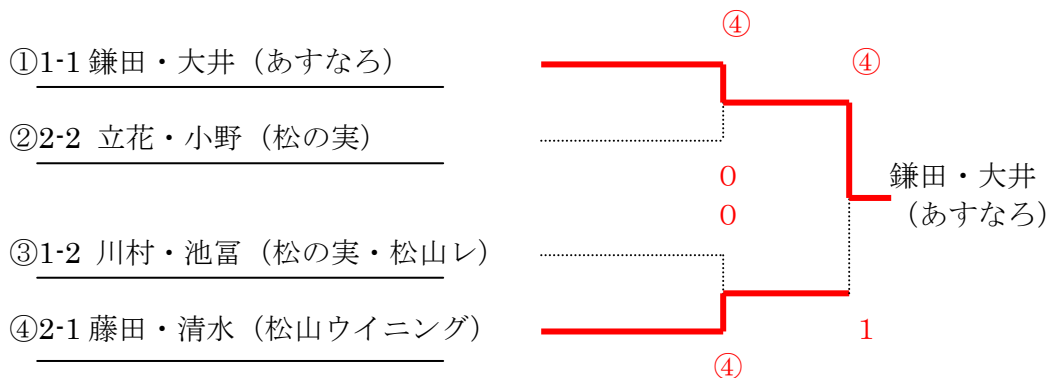 ④
①1-1 鎌田・大井（あすなろ）
④
②2-2 立花・小野（松の実）
0
鎌田・大井
（あすなろ）
0
③1-2 川村・池冨（松の実・松山レ）
④2-1 藤田・清水（松山ウイニング）
1
④